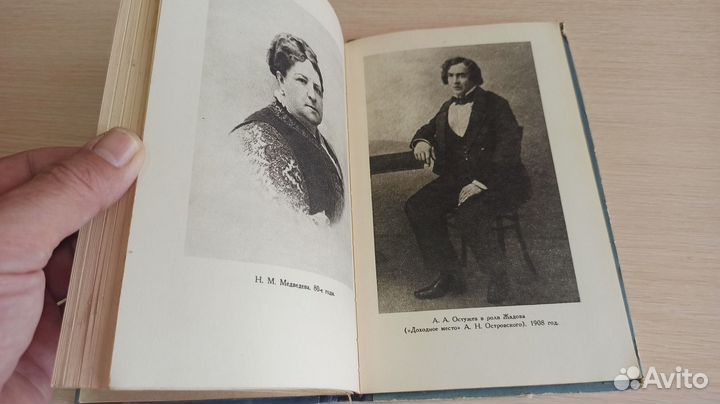 Н. М. Медведева, 80-е годы.
А. А. Остужев в роли Жадова
(«Доходное место» А. Н. Островского). 1908 год.
Avito